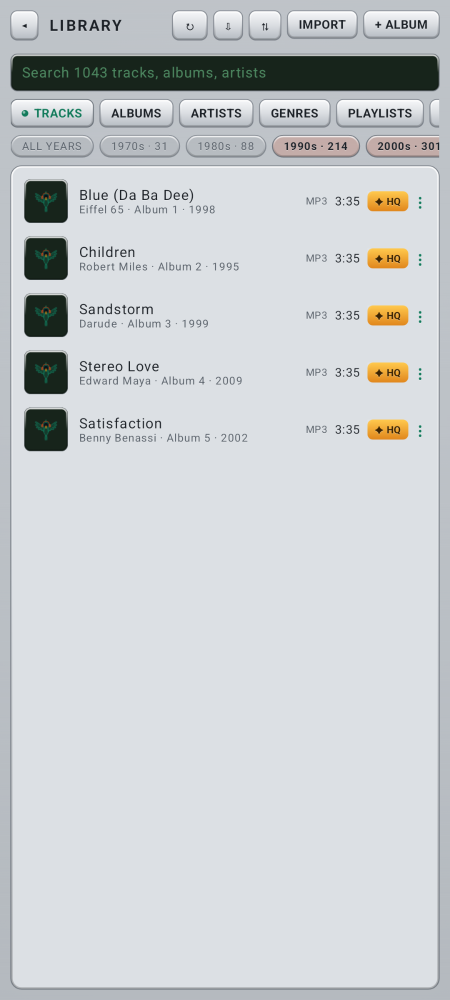 LIBRARY
IMPORT
+ ALBUM
Search 1043 tracks, albums, artists
TRACKS
ALBUMS
ARTISTS
GENRES
PLAYLISTS
ALL YEARS
1970s · 31
1980s · 88
1990s · 214
2000s · 301
Blue (Da Ba Dee)
Eiffel 65 · Album 1 · 1998
MP3 3:35 HQ
Children
Robert Miles · Album 2 · 1995
MP3 3:35 HQ
Sandstorm
Darude · Album 3 · 1999
MP3 3:35 HQ
Stereo Love
Edward Maya · Album 4 · 2009
MP3 3:35 HQ
Satisfaction
Benny Benassi · Album 5 · 2002
MP3 3:35 HQ